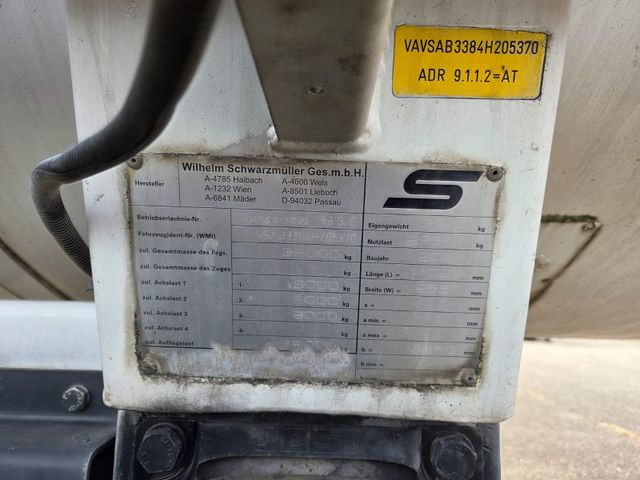 VAVSAB3384H205370
ADR 9.1.1.2=AT
Wilhelm Schwarzmüller Ges.m.b.H.
Hersteller
A-4785 Haibach A-4600 Wels
A-1232 Wien A-8501 Lieboch
A-6841 Mäder D-94032 Passau
S
Betriebserlaubnis-Nr.
Fahrzeugident-Nr. (WMI)
zul. Gesamtmasse des Fzgs. kg
zul. Gesamtmasse des Zuges kg
zul. Achslast 1 1- kg
zul. Achslast 2 2- kg
zul. Achslast 3 3- kg
zul. Achslast 4 4- kg
zul. Aufliegelast
Eigengewicht kg
Nutzlast kg
Baujahr
Länge (L) = mm
Breite (W) = mm
a = mm
a min = mm
a max = mm
b = mm
b min = mm
JOST